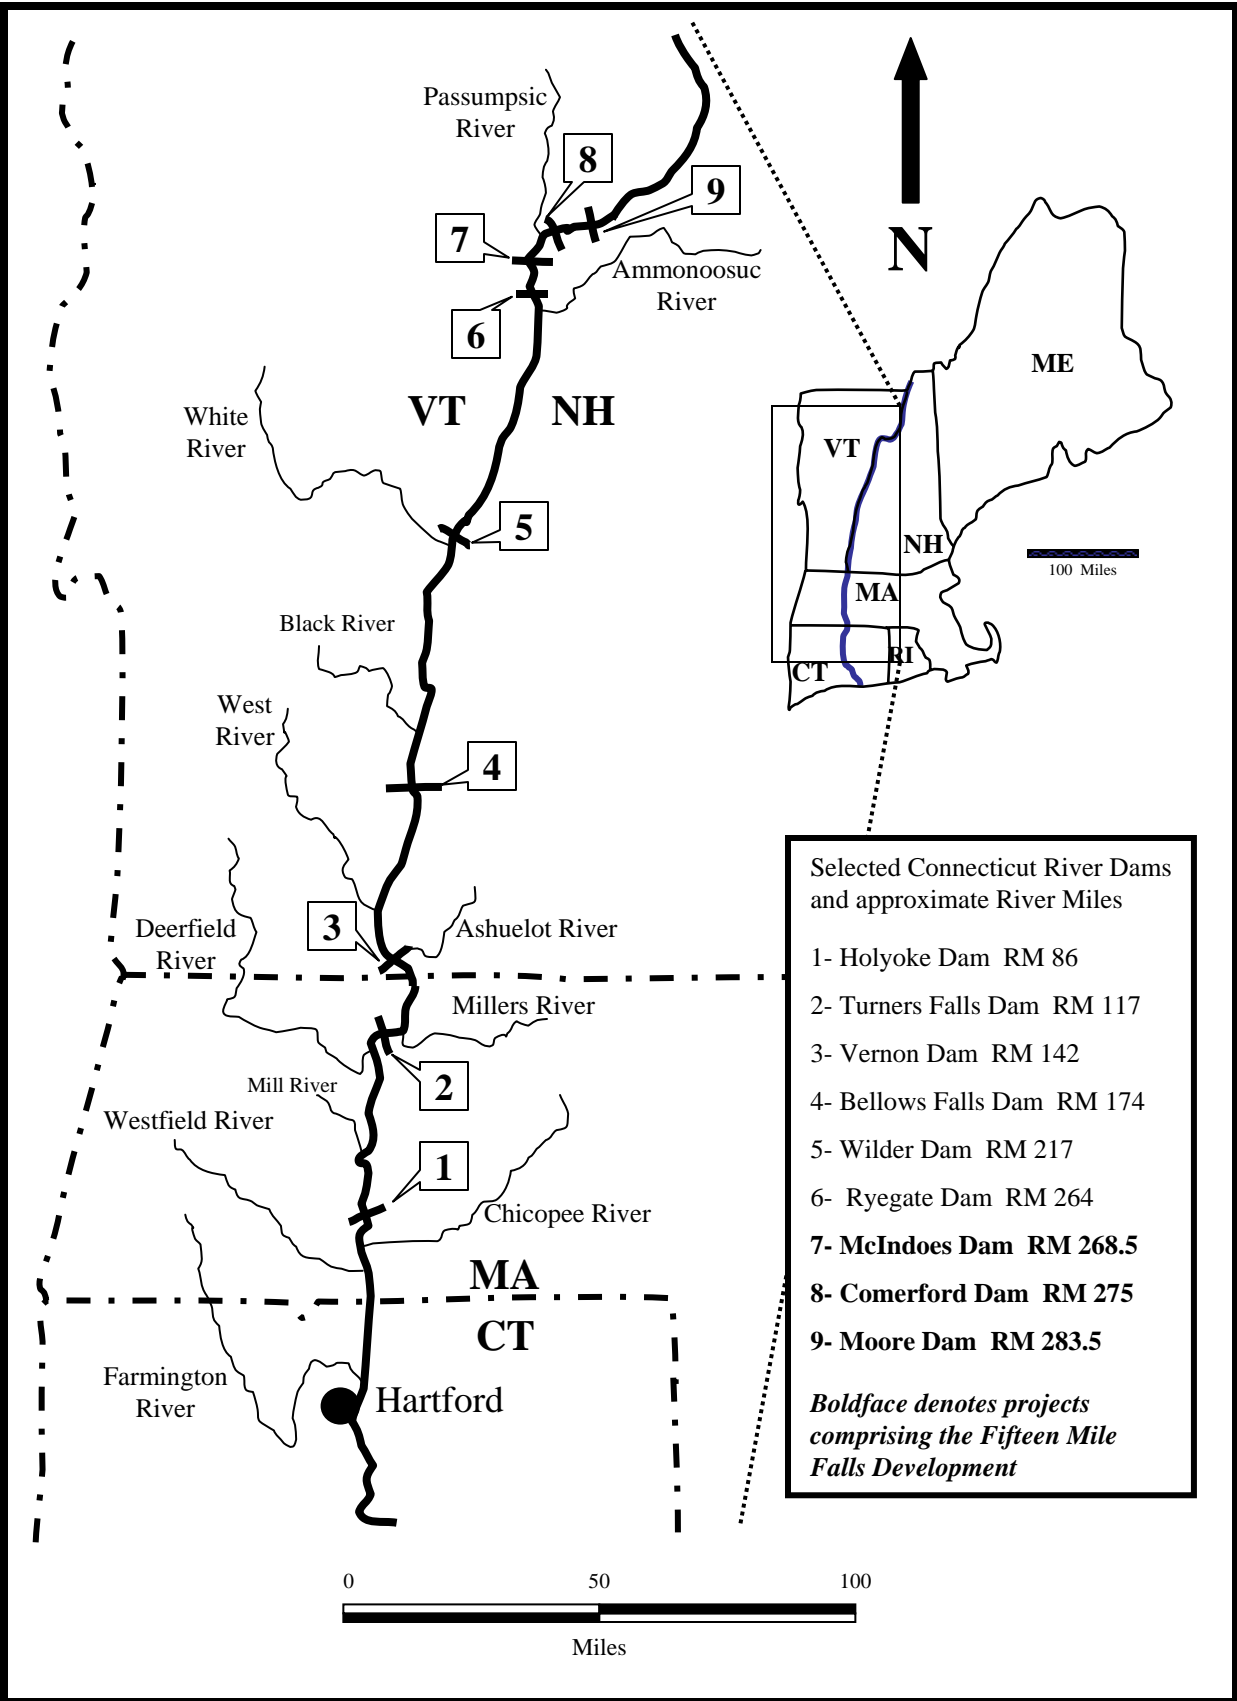 Passumpsic
River
8
9
7
N
Ammonoosuc
River
6
ME
White
River
VT
NH
VT
5
NH
100 Miles
MA
Black River
RI
CT
West
River
4
Selected Connecticut River Dams
and approximate River Miles
3
Deerfield
River
Ashuelot River
1- Holyoke Dam RM 86
2- Turners Falls Dam RM 117
3- Vernon Dam RM 142
4- Bellows Falls Dam RM 174
5- Wilder Dam RM 217
6- Ryegate Dam RM 264
7- McIndoes Dam RM 268.5
8- Comerford Dam RM 275
9- Moore Dam RM 283.5
Boldface denotes projects
comprising the Fifteen Mile
Falls Development
Millers River
2
Mill River
Westfield River
1
Chicopee River
MA
CT
Farmington
River
Hartford
0 50 100
Miles